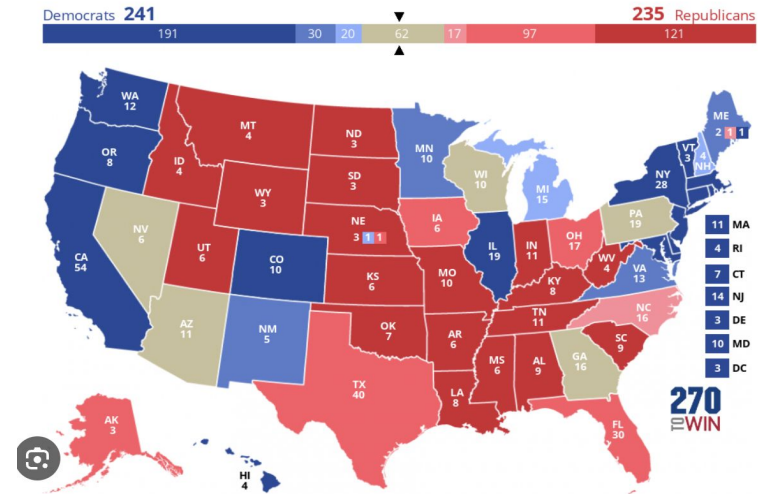 Democrats 241
235 Republicans
191 30 20 62 17 97 121
WA
12
OR
8
CA
54
NV
6
ID
4
MT
4
WY
3
UT
6
AZ
11
CO
10
NM
5
ND
3
SD
3
NE
3 1 1
KS
6
OK
7
TX
40
MN
10
IA
6
MO
10
AR
6
LA
8
WI
10
IL
19
MI
15
IN
11
OH
17
KY
8
TN
11
MS
6
AL
9
GA
16
FL
30
SC
9
NC
16
VA
13
WV
4
PA
19
NY
28
VT
3
4
NH
ME
2 1 1
11 MA
4 RI
7 CT
14 NJ
3 DE
10 MD
3 DC
AK
3
HI
4
270
TO WIN